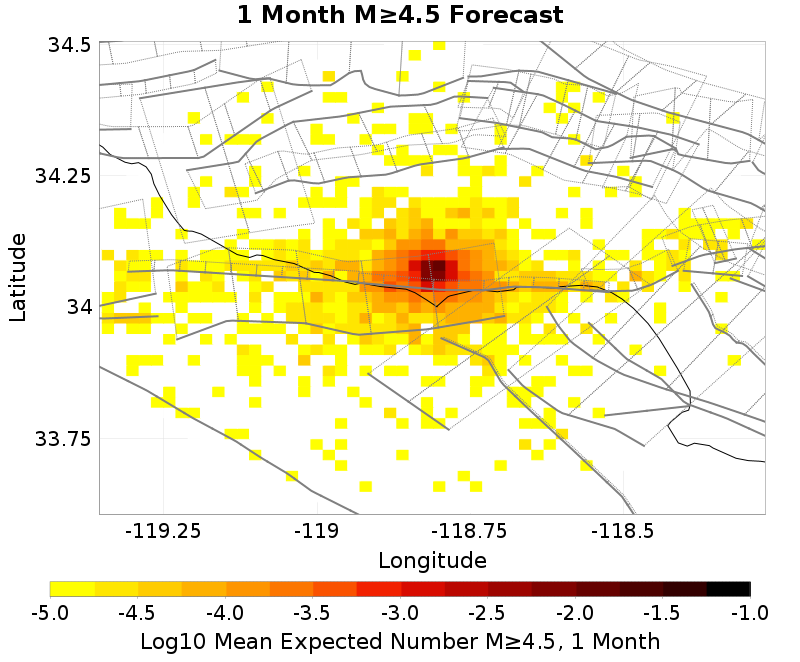 1 Month M≥4.5 Forecast
34.5
34.25
34
33.75
Latitude
-119.25 -119 -118.75 -118.5
Longitude
-5.0 -4.5 -4.0 -3.5 -3.0 -2.5 -2.0 -1.5 -1.0
Log10 Mean Expected Number M≥4.5, 1 Month